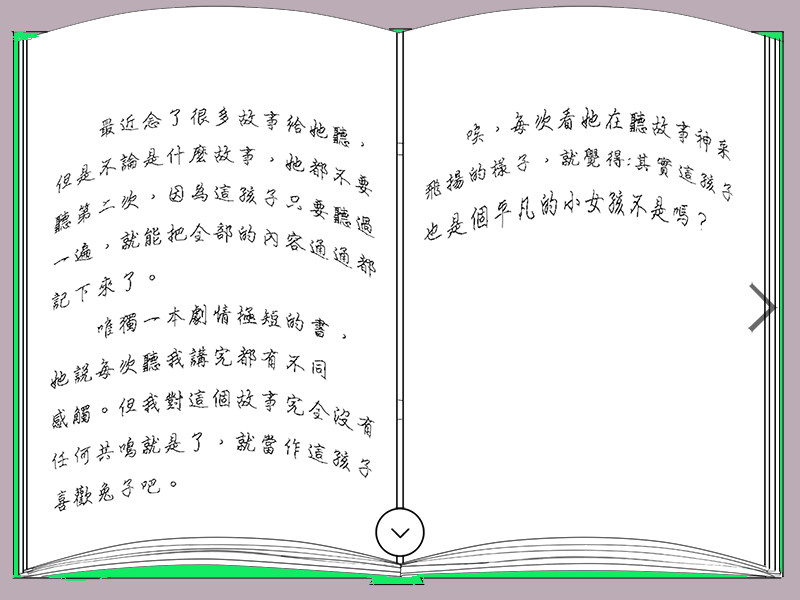 最近念了很多故事給她聽，
但是不論是什麼故事，她都不要
聽第二次，因為這孩子只要聽過
一遍，就能把全部的內容通通都
記下來了。
唯獨一本劇情極短的書，
她說每次聽我講完都有不同
感觸。但我對這個故事完全沒有
任何共鳴就是了，就當作這孩子
喜歡兔子吧。
唉，每次看她在聽故事神采
飛揚的樣子，就覺得:其實這孩子
也是個平凡的小女孩不是嗎？